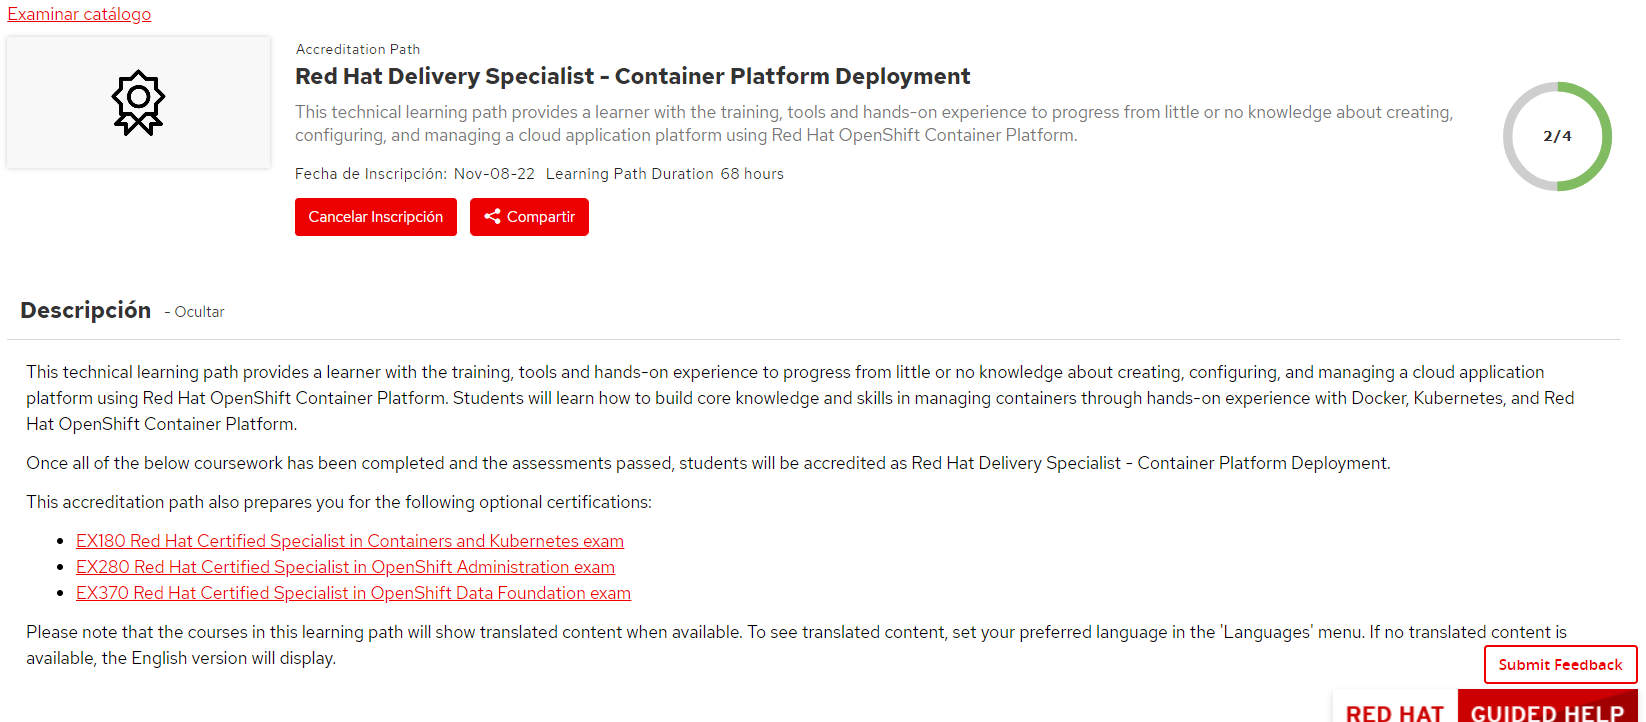 Examinar catálogo
Accreditation Path
Red Hat Delivery Specialist - Container Platform Deployment
This technical learning path provides a learner with the training, tools and hands-on experience to progress from little or no knowledge about creating,
configuring, and managing a cloud application platform using Red Hat OpenShift Container Platform.
2/4
Fecha de Inscripción: Nov-08-22 Learning Path Duration 68 hours
Cancelar Inscripción
Compartir
Descripción - Ocultar
This technical learning path provides a learner with the training, tools and hands-on experience to progress from little or no knowledge about creating, configuring, and managing a cloud application
platform using Red Hat OpenShift Container Platform. Students will learn how to build core knowledge and skills in managing containers through hands-on experience with Docker, Kubernetes, and Red
Hat OpenShift Container Platform.
Once all of the below coursework has been completed and the assessments passed, students will be accredited as Red Hat Delivery Specialist - Container Platform Deployment.
This accreditation path also prepares you for the following optional certifications:
• EX180 Red Hat Certified Specialist in Containers and Kubernetes exam
• EX280 Red Hat Certified Specialist in OpenShift Administration exam
• EX370 Red Hat Certified Specialist in OpenShift Data Foundation exam
Please note that the courses in this learning path will show translated content when available. To see translated content, set your preferred language in the 'Languages' menu. If no translated content is
available, the English version will display.
Submit Feedback
RED HAT GUIDED HELP